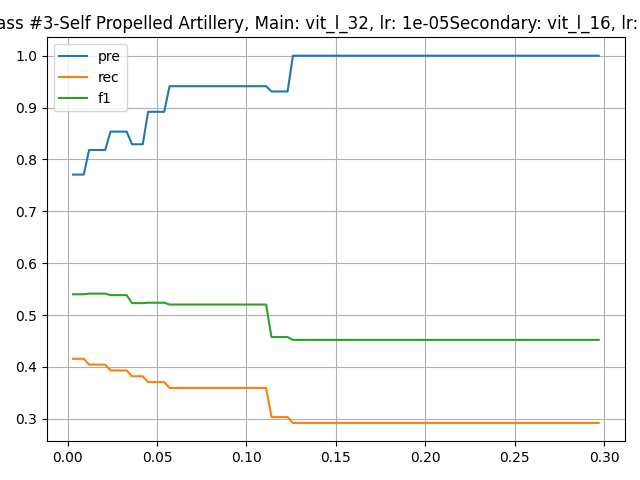 ass #3-Self Propelled Artillery, Main: vit_l_32, lr: 1e-05Secondary: vit_l_16, lr:
pre
rec
f1
1.0
0.9
0.8
0.7
0.6
0.5
0.4
0.3
0.00 0.05 0.10 0.15 0.20 0.25 0.30